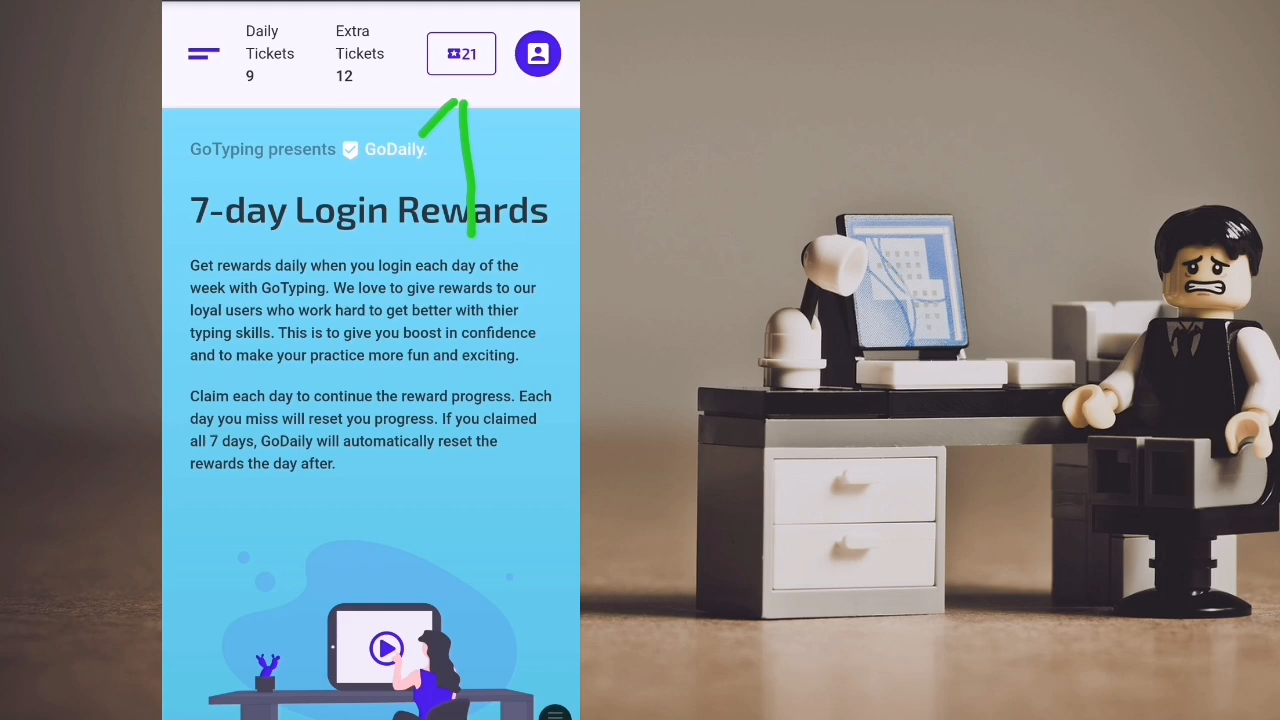 Daily
Tickets
9
Extra
Tickets
12
21
GoTyping presents GoDaily.
7-day Login Rewards
Get rewards daily when you login each day of the
week with GoTyping. We love to give rewards to our
loyal users who work hard to get better with thier
typing skills. This is to give you boost in confidence
and to make your practice more fun and exciting.
Claim each day to continue the reward progress. Each
day you miss will reset you progress. If you claimed
all 7 days, GoDaily will automatically reset the
rewards the day after.